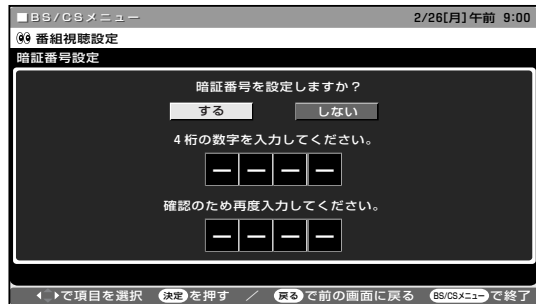 ■BS/CSメニュー 2/26[月]午前 9:00
番組視聴設定
暗証番号設定
暗証番号を設定しますか？
する しない
4桁の数字を入力してください。
－ － － －
確認のため再度入力してください。
－ － － －
で項目を選択 決定を押す ／ 戻るで前の画面に戻る BS/CSメニューで終了